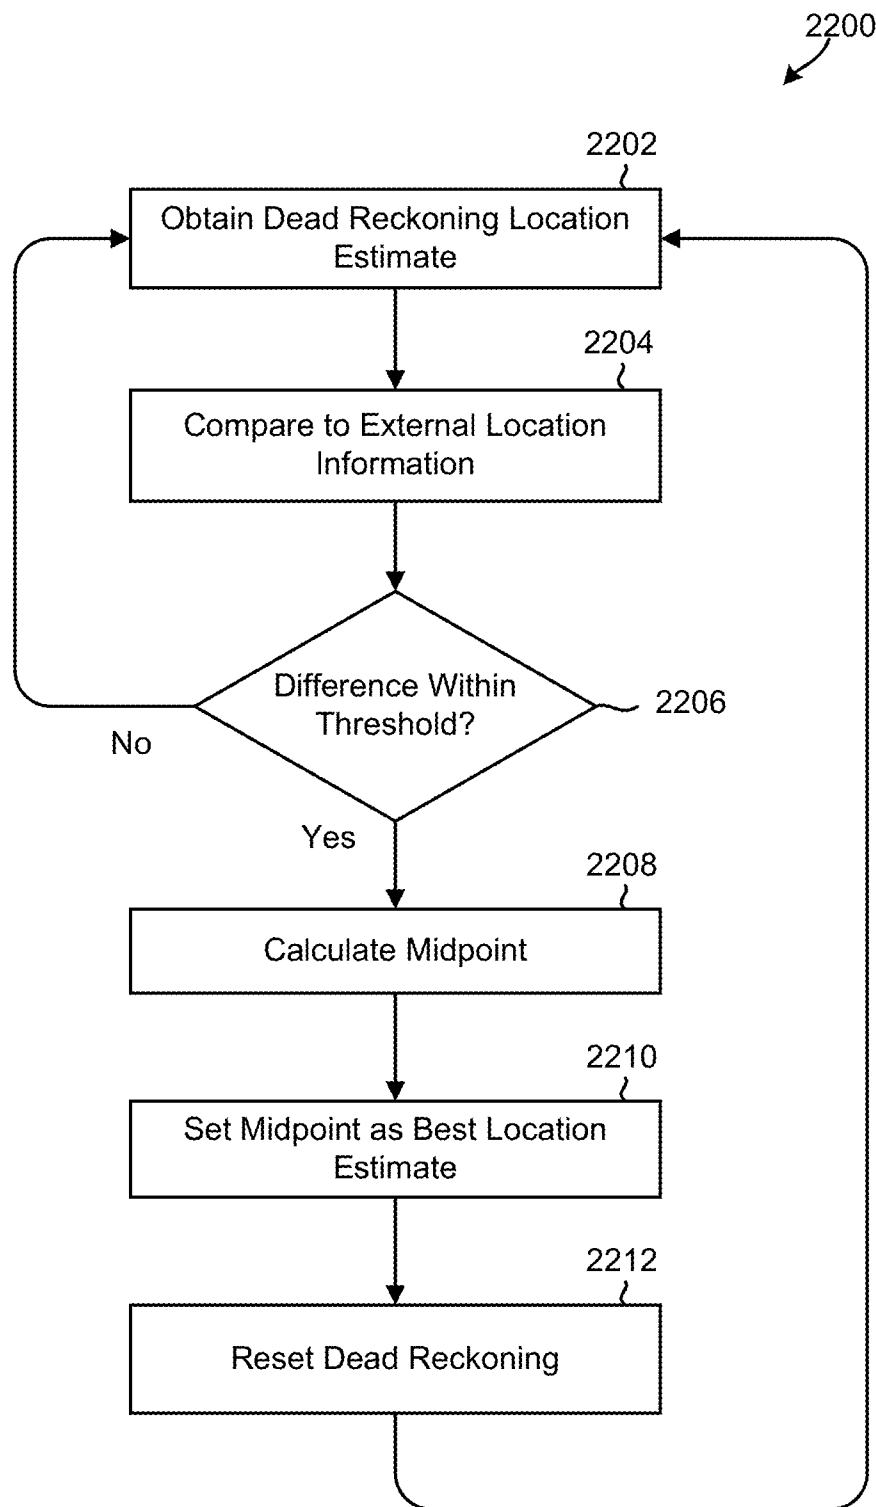 2200
2202
Obtain Dead Reckoning Location
Estimate
2204
Compare to External Location
Information
Difference Within
Threshold?
2206
No
Yes
2208
Calculate Midpoint
2210
Set Midpoint as Best Location
Estimate
2212
Reset Dead Reckoning